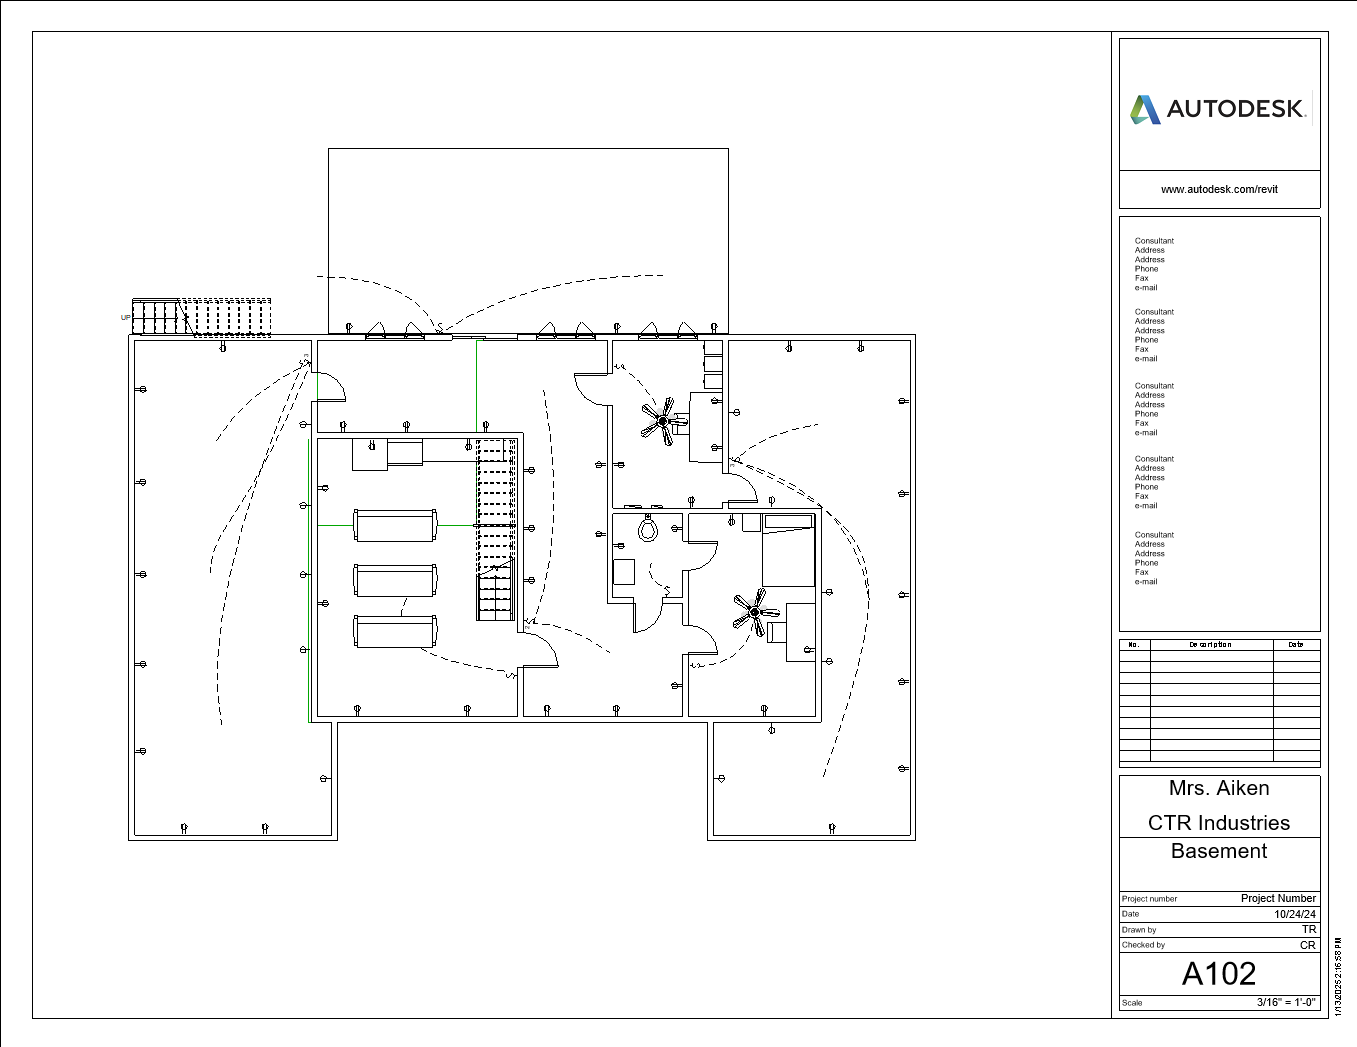 UP
AUTODESK.
www.autodesk.com/revit
Consultant
Address
Address
Phone
Fax
e-mail
Consultant
Address
Address
Phone
Fax
e-mail
Consultant
Address
Address
Phone
Fax
e-mail
Consultant
Address
Address
Phone
Fax
e-mail
Consultant
Address
Address
Phone
Fax
e-mail
No. Description Date
Mrs. Aiken
CTR Industries
Basement
Project number Project Number
Date 10/24/24
Drawn by TR
Checked by CR
A102
Scale 3/16" = 1'-0"
1/13/2025 2:16:58 PM